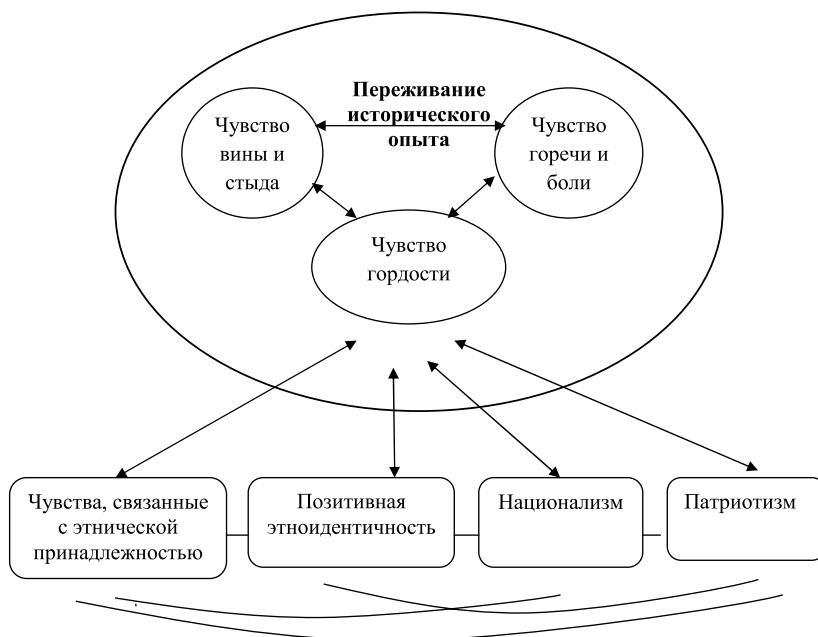 Переживание
исторического
опыта
Чувство
вины и
стыда
Чувство
горечи и
боли
Чувство
гордости
Чувства, связанные
с этнической
принадлежностью
Позитивная
этноидентичность
Национализм
Патриотизм